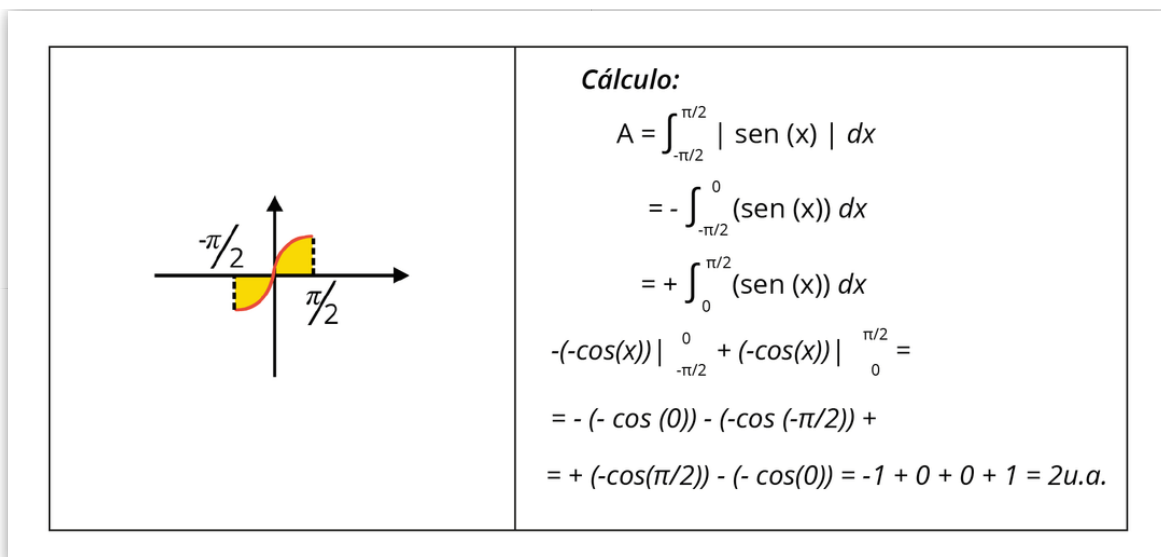 -π/2
π/2
Cálculo:
A = ∫ π/2 -π/2 | sen (x) | dx
= - ∫ 0 -π/2 (sen (x)) dx
= + ∫ π/2 0 (sen (x)) dx
-(-cos(x))| 0 -π/2 + (-cos(x))| π/2 0 =
= - (- cos (0)) - (-cos (-π/2)) +
= + (-cos(π/2)) - (- cos(0)) = -1 + 0 + 0 + 1 = 2u.a.